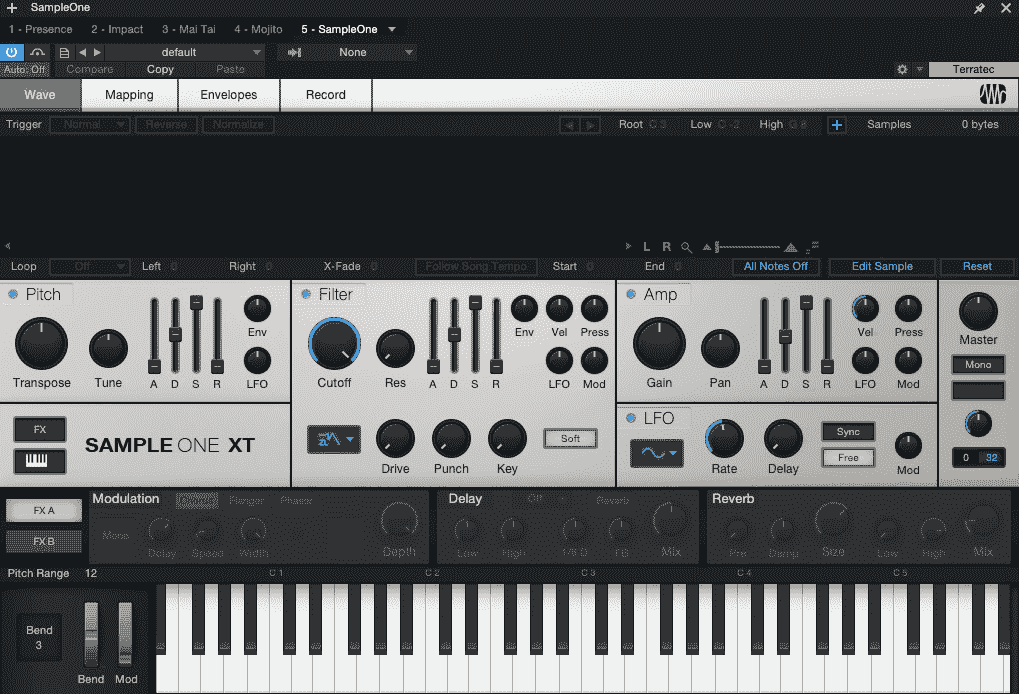 SampleOne
1 - Presence 2 - Impact 3 - Mai Tai 4 - Mojito 5 - SampleOne
default None
Auto: Off Compare Copy Paste Terratec
Wave Mapping Envelopes Record
Trigger Normal Reverse Normalize Root C 3 Low C -2 High G 8 Samples 0 bytes
L R
Loop Off Left 0 Right 0 X-Fade 0 Follow Song Tempo Start 0 End 0 All Notes Off Edit Sample Reset
Pitch Filter Amp
Env Env Vel Press Vel Press Master
Mono
Transpose Tune A D S R LFO Cutoff Res A D S R LFO Mod Gain Pan A D S R LFO Mod
LFO
FX SAMPLE ONE XT Soft Sync
Free 0 32
Drive Punch Key Rate Delay Mod
FX A Modulation Chorus Flanger Phaser Delay Off Reverb Reverb
FX B Mono
Delay Speed Width Depth Low High 1/8 D FB Mix Pre Damp Size Low High Mix
Pitch Range 12 C 1 C 2 C 3 C 4 C 5
Bend
3
Bend Mod